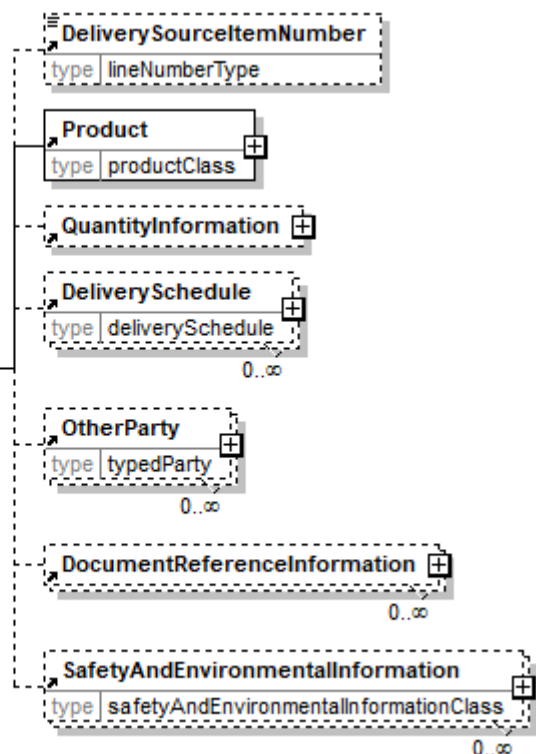 DeliverySourceItemNumber
type lineNumberType
Product
type productClass
QuantityInformation
DeliverySchedule
type deliverySchedule
0..∞
OtherParty
type typedParty
0..∞
DocumentReferenceInformation
0..∞
SafetyAndEnvironmentalInformation
type safetyAndEnvironmentalInformationClass
0..∞